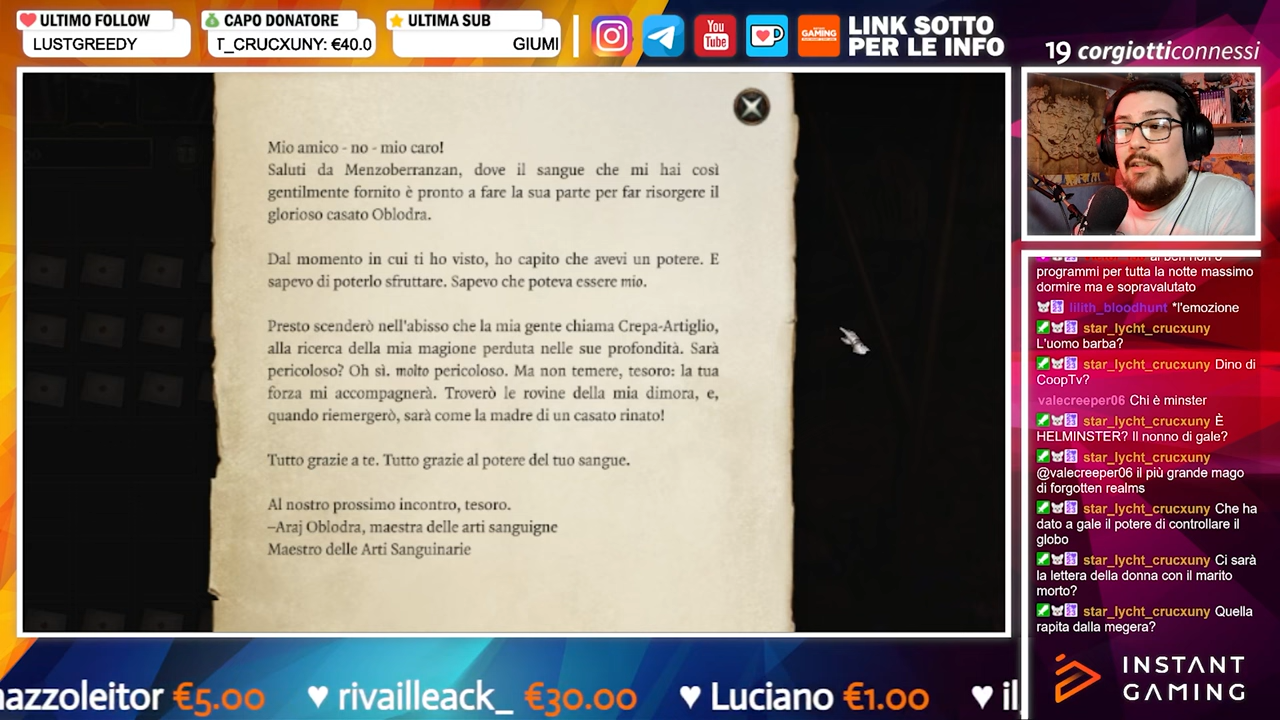 ULTIMO FOLLOW
LUSTGREEDY
CAPO DONATORE
T_CRUCXUNY: €40.0
ULTIMA SUB
GIUMI
You Tube
INSTANT GAMING
LINK SOTTO
PER LE INFO
19 corgiotticonnessi
Mio amico - no - mio caro!
Saluti da Menzoberranzan, dove il sangue che mi hai così
gentilmente fornito è pronto a fare la sua parte per far risorgere il
glorioso casato Oblodra.
Dal momento in cui ti ho visto, ho capito che avevi un potere. E
sapevo di poterlo sfruttare. Sapevo che poteva essere mio.
Presto scenderò nell'abisso che la mia gente chiama Crepa-Artiglio,
alla ricerca della mia magione perduta nelle sue profondità. Sarà
pericoloso? Oh sì. molto pericoloso. Ma non temere, tesoro: la tua
forza mi accompagnerà. Troverò le rovine della mia dimora, e,
quando riemergerò, sarà come la madre di un casato rinato!
Tutto grazie a te. Tutto grazie al potere del tuo sangue.
Al nostro prossimo incontro, tesoro.
–Araj Oblodra, maestra delle arti sanguigne
Maestro delle Arti Sanguinarie
programmi per tutta la notte massimo
dormire ma e sopravalutato
lilith_bloodhunt *l'emozione
star_lycht_crucxuny
L'uomo barba?
star_lycht_crucxuny Dino di
CoopTv?
valecreeper06 Chi è minster
star_lycht_crucxuny È
HELMINSTER? Il nonno di gale?
star_lycht_crucxuny
@valecreeper06 il più grande mago
di forgotten realms
star_lycht_crucxuny Che ha
dato a gale il potere di controllare il
globo
star_lycht_crucxuny Ci sarà
la lettera della donna con il marito
morto?
star_lycht_crucxuny Quella
rapita dalla megera?
INSTANT
GAMING
nazzoleitor €5.00 ♥ rivailleack_ €30.00 ♥ Luciano €1.00 ♥ il